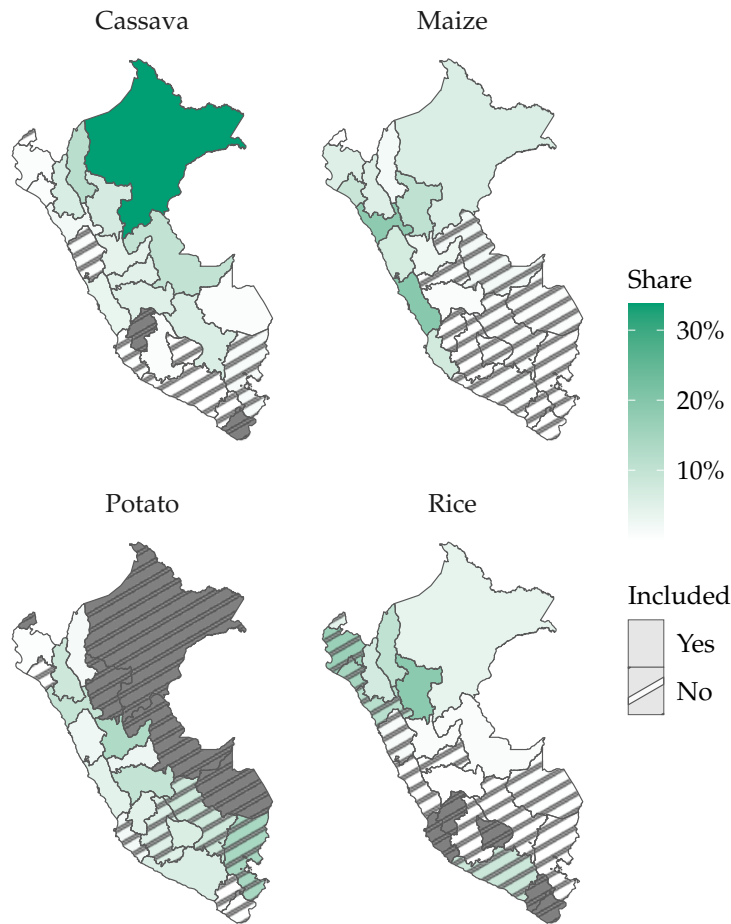 Cassava
Maize
Potato
Rice
Share
30%
20%
10%
Included
Yes
No